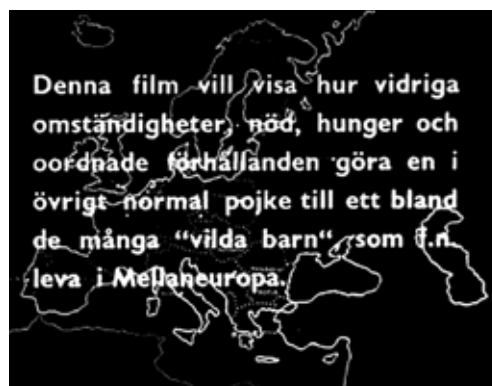 Denna film vill visa hur vidriga
omständigheter, nöd, hunger och
oordnade förhållanden göra en i
övrigt normal pojke till ett bland
de många “vilda barn“ som f.n.
leva i Mellaneuropa.